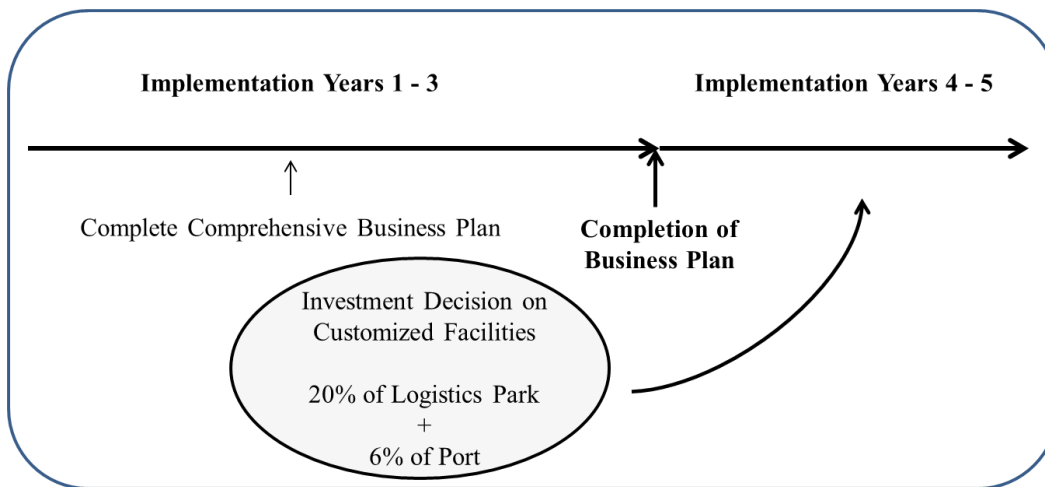 Implementation Years 1 - 3
Implementation Years 4 - 5
Complete Comprehensive Business Plan
Completion of
Business Plan
Investment Decision on
Customized Facilities
20% of Logistics Park
+
6% of Port